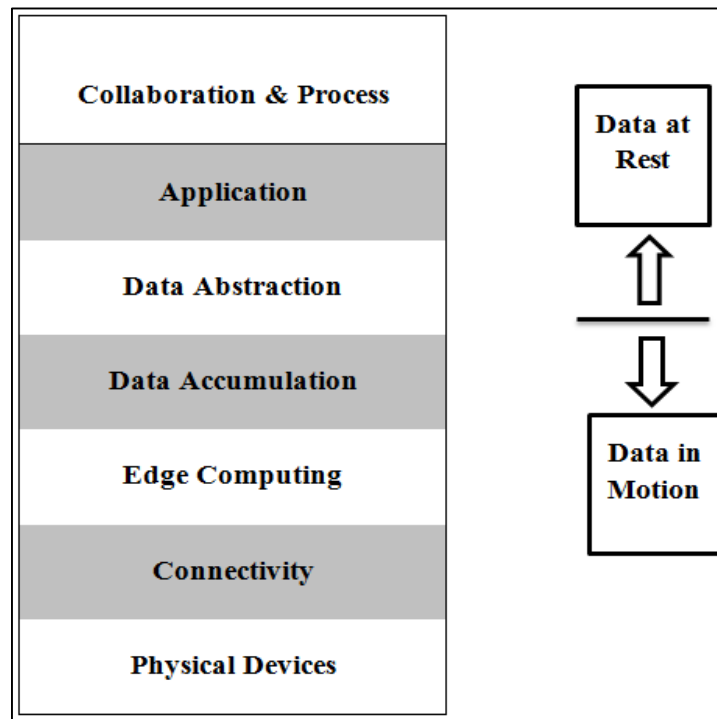 Collaboration & Process
Application
Data Abstraction
Data Accumulation
Edge Computing
Connectivity
Physical Devices
Data at
Rest
Data in
Motion